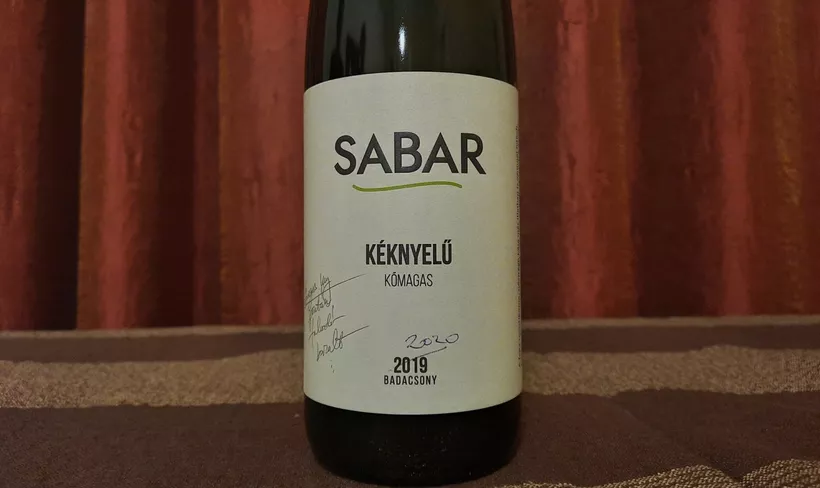 SABAR
KÉKNYELŰ
KŐMAGAS
2020
2019
BADACSONY